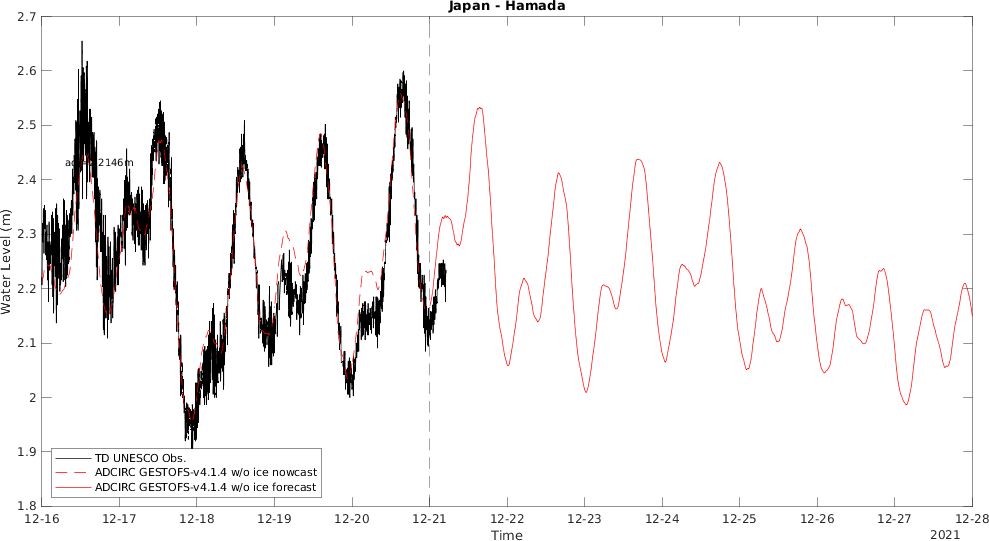 Japan - Hamada
2.7
2.6
2.5
2.4
2.3
2.2
2.1
2
1.9
1.8
Water Level (m)
2146m
TD UNESCO Obs.
ADCIRC GESTOFS-v4.1.4 w/o ice nowcast
ADCIRC GESTOFS-v4.1.4 w/o ice forecast
12-16 12-17 12-18 12-19 12-20 12-21 12-22 12-23 12-24 12-25 12-26 12-27 12-28
Time
2021